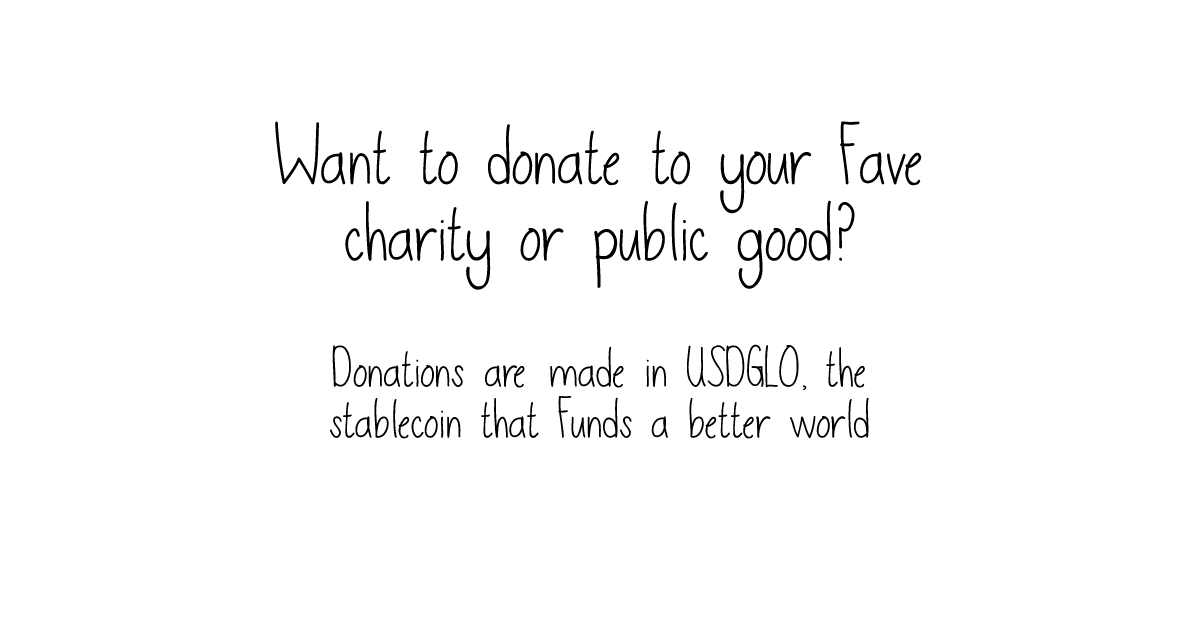 Want to donate to your fave
charity or public good?
Donations are made in USDGLO, the
stablecoin that funds a better world